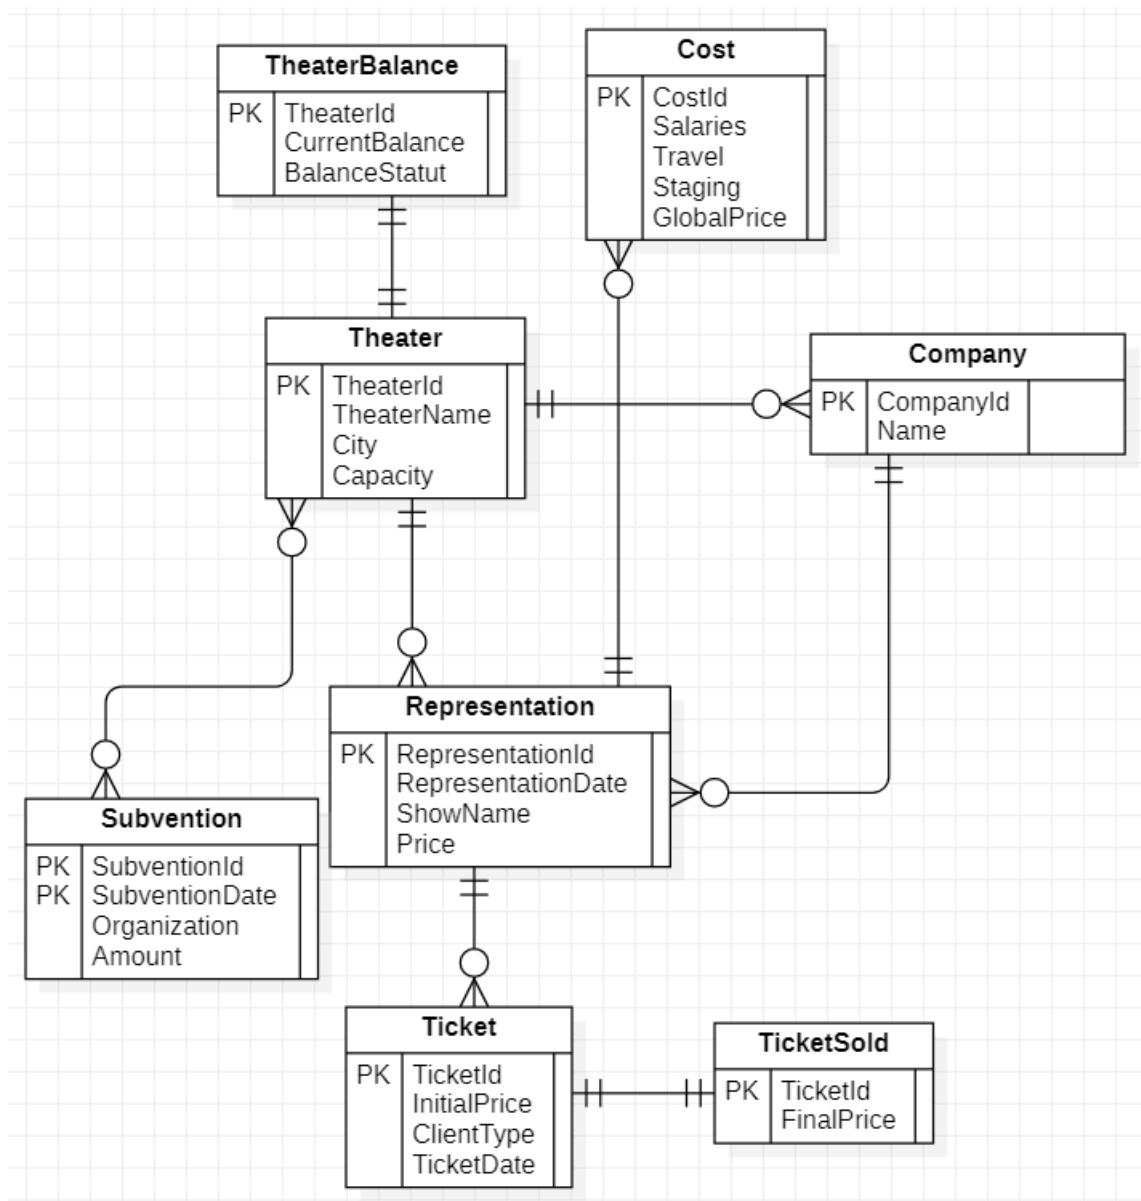 TheaterBalance
PK TheaterId
CurrentBalance
BalanceStatut
Cost
PK CostId
Salaries
Travel
Staging
GlobalPrice
Theater
PK TheaterId
TheaterName
City
Capacity
Company
PK CompanyId
Name
Representation
PK RepresentationId
RepresentationDate
ShowName
Price
Subvention
PK SubventionId
PK SubventionDate
Organization
Amount
Ticket
PK TicketId
InitialPrice
ClientType
TicketDate
TicketSold
PK TicketId
FinalPrice